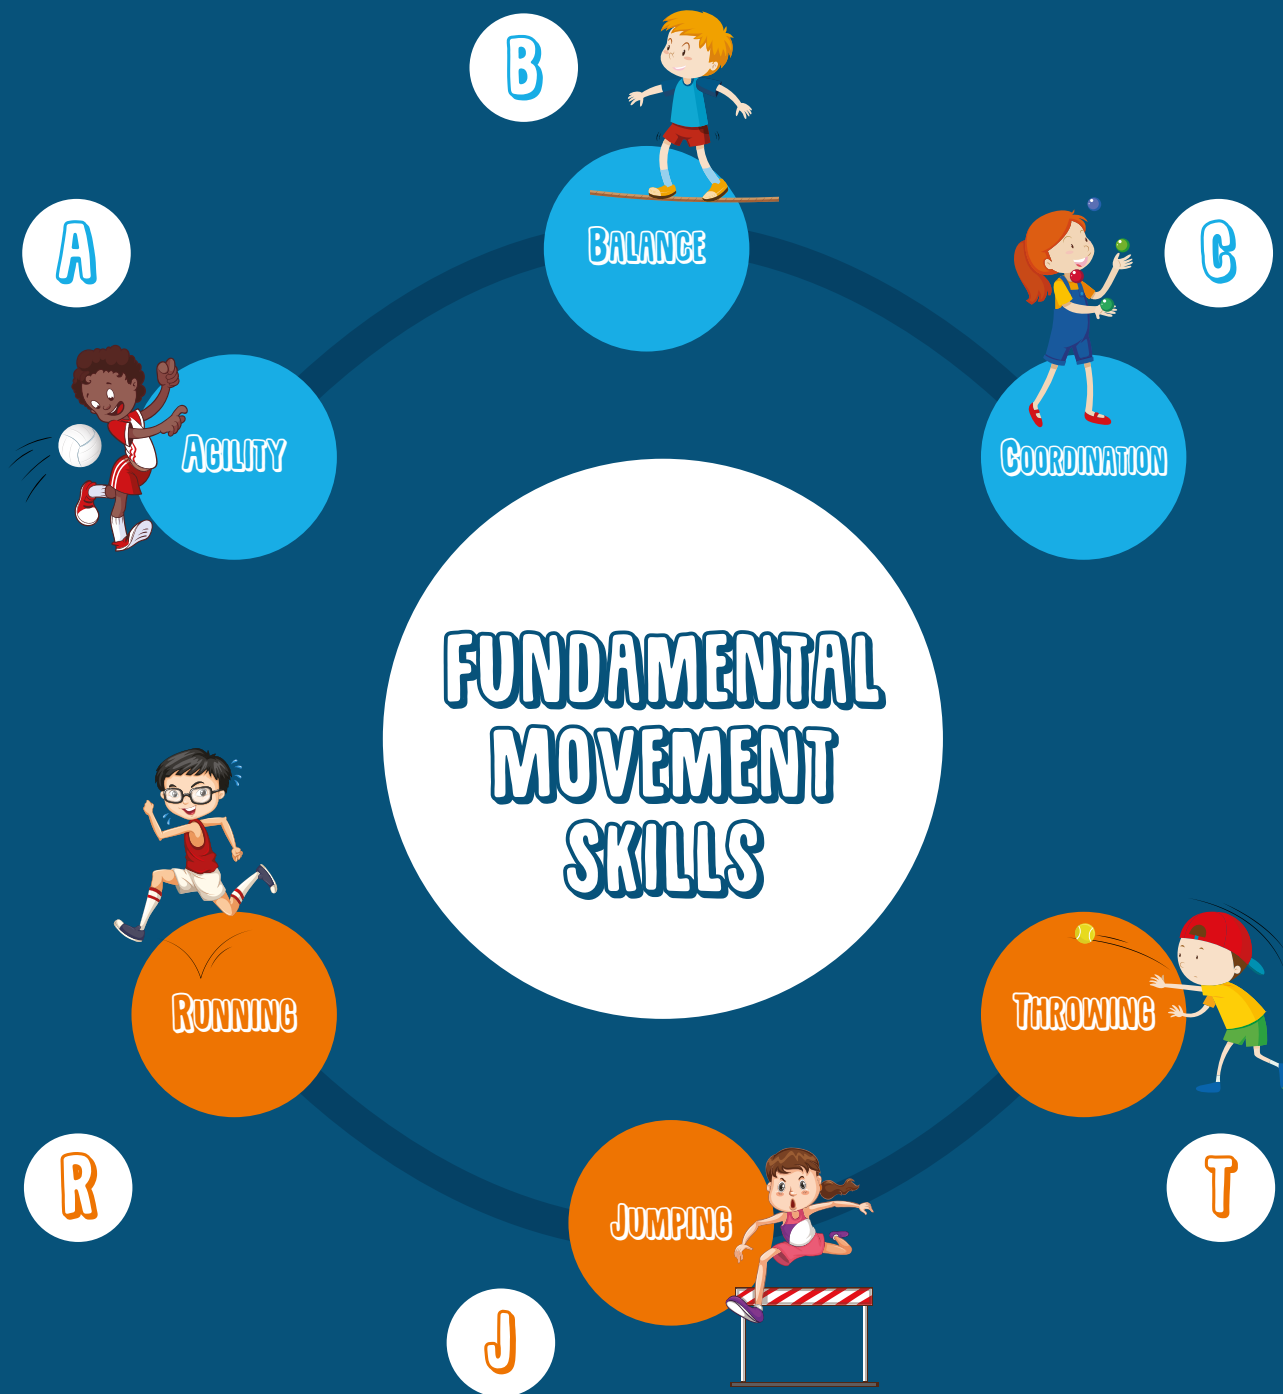 B
BALANCE
A
C
AGILITY
COORDINATION
FUNDAMENTAL
MOVEMENT
SKILLS
RUNNING
THROWING
R
T
JUMPING
J